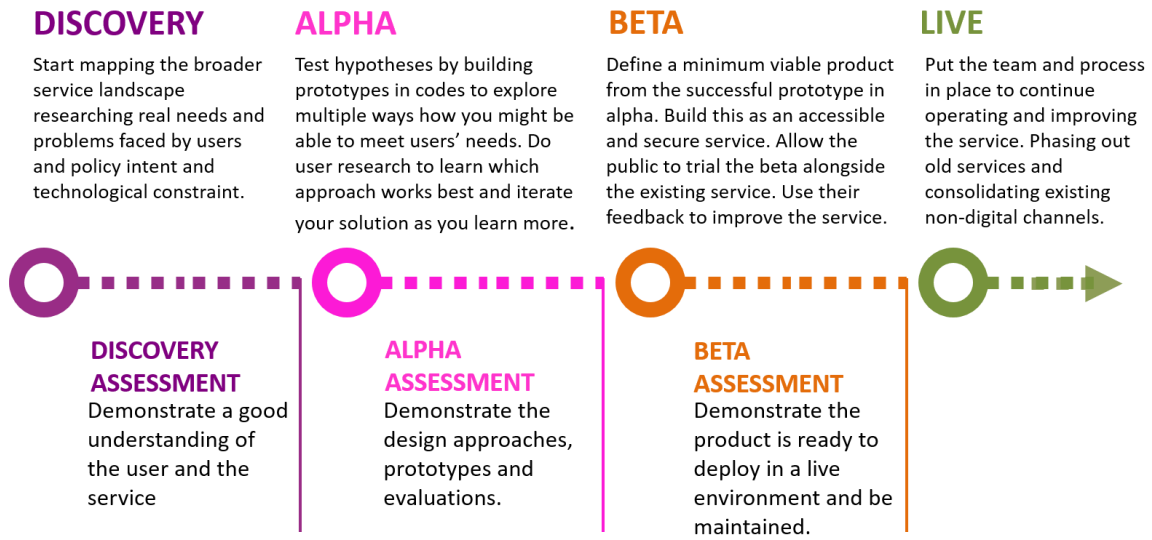 DISCOVERY
Start mapping the broader
service landscape
researching real needs and
problems faced by users
and policy intent and
technological constraint.
ALPHA
Test hypotheses by building
prototypes in codes to explore
multiple ways how you might be
able to meet users’ needs. Do
user research to learn which
approach works best and iterate
your solution as you learn more.
BETA
Define a minimum viable product
from the successful prototype in
alpha. Build this as an accessible
and secure service. Allow the
public to trial the beta alongside
the existing service. Use their
feedback to improve the service.
LIVE
Put the team and process
in place to continue
operating and improving
the service. Phasing out
old services and
consolidating existing
non-digital channels.
DISCOVERY
ASSESSMENT
Demonstrate a good
understanding of
the user and the
service
ALPHA
ASSESSMENT
Demonstrate the
design approaches,
prototypes and
evaluations.
BETA
ASSESSMENT
Demonstrate the
product is ready to
deploy in a live
environment and be
maintained.